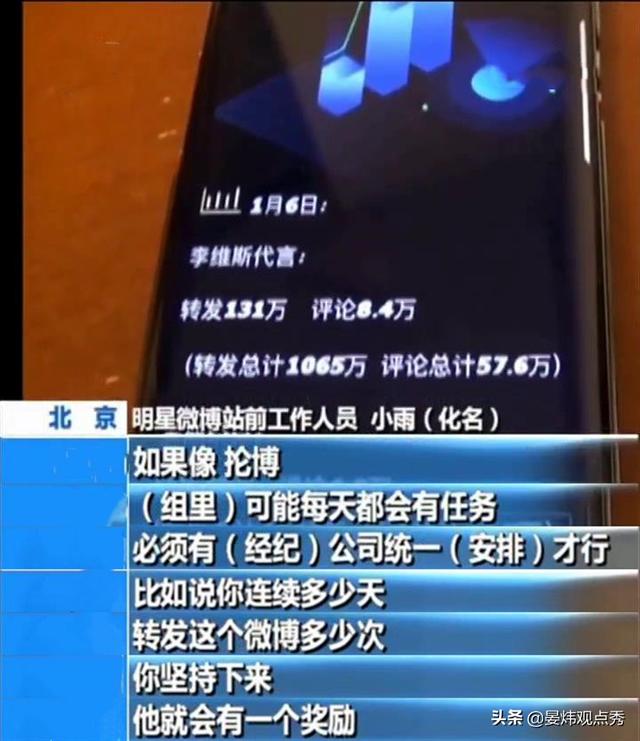 1月6日:
李维斯代言:
转发131万 评论8.4万
(转发总计1065万 评论总计57.6万)
北京 明星微博站前工作人员 小雨(化名)
如果像 抡博
(组里)可能每天都会有任务
必须有(经纪)公司统一(安排)才行
比如说你连续多少天
转发这个微博多少次
你坚持下来
他就会有一个奖励
头条 @晏炜观点秀